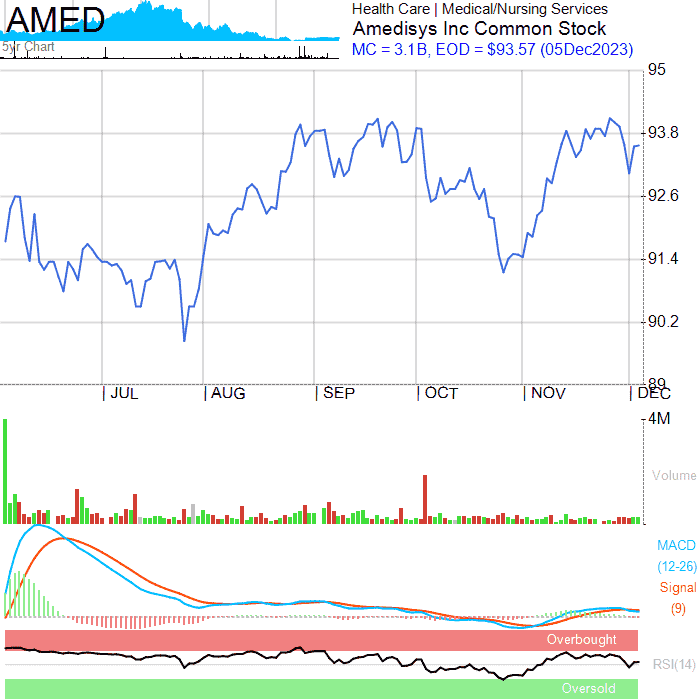 AMED
5yr Chart
Health Care | Medical/Nursing Services
Amedisys Inc Common Stock
MC = 3.1B, EOD = $93.57 (05Dec2023)
95
93.8
92.6
91.4
90.2
89
| JUL | AUG | SEP | OCT | NOV | DEC
4M
Volume
MACD
(12-26)
Signal
(9)
Overbought
RSI(14)
Oversold